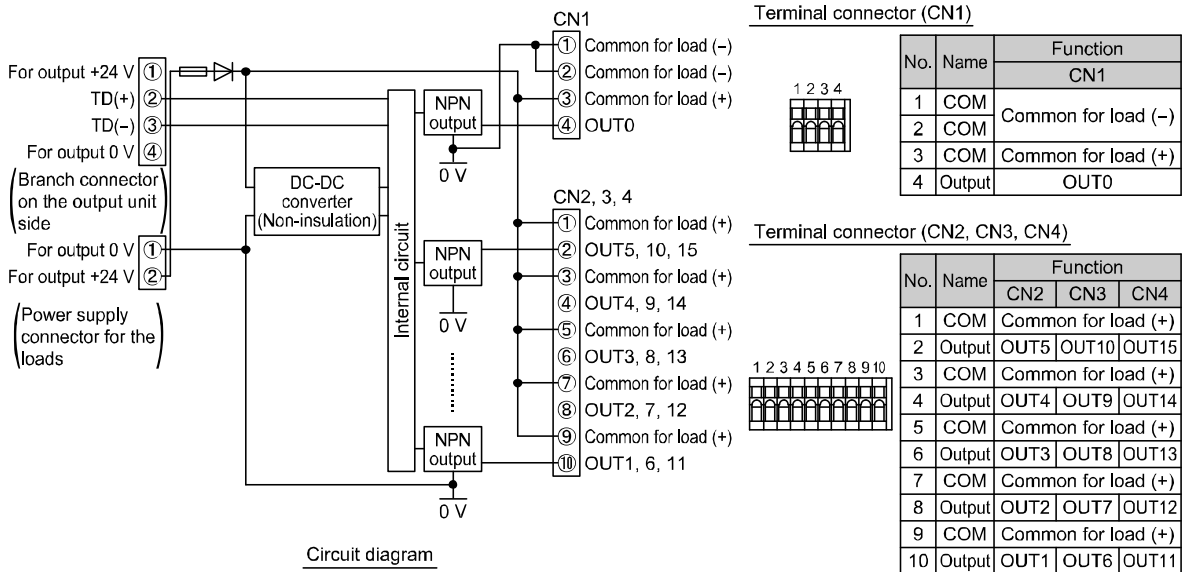 For output +24 V ①
TD(+) ②
TD(−) ③
For output 0 V ④
(Branch connector
on the output unit
side)
For output 0 V ①
For output +24 V ②
(Power supply
connector for the
loads)
DC-DC
converter
(Non-insulation)
Internal circuit
NPN
output
0 V
NPN
output
0 V
NPN
output
0 V
CN1
① Common for load (−)
② Common for load (−)
③ Common for load (+)
④ OUT0
CN2, 3, 4
① Common for load (+)
② OUT5, 10, 15
③ Common for load (+)
④ OUT4, 9, 14
⑤ Common for load (+)
⑥ OUT3, 8, 13
⑦ Common for load (+)
⑧ OUT2, 7, 12
⑨ Common for load (+)
⑩ OUT1, 6, 11
Circuit diagram
Terminal connector (CN1)
1 2 3 4
No. Name Function
CN1
1 COM Common for load (−)
2 COM
3 COM Common for load (+)
4 Output OUT0
Terminal connector (CN2, CN3, CN4)
1 2 3 4 5 6 7 8 9 10
No. Name Function
CN2 CN3 CN4
1 COM Common for load (+)
2 Output OUT5 OUT10 OUT15
3 COM Common for load (+)
4 Output OUT4 OUT9 OUT14
5 COM Common for load (+)
6 Output OUT3 OUT8 OUT13
7 COM Common for load (+)
8 Output OUT2 OUT7 OUT12
9 COM Common for load (+)
10 Output OUT1 OUT6 OUT11